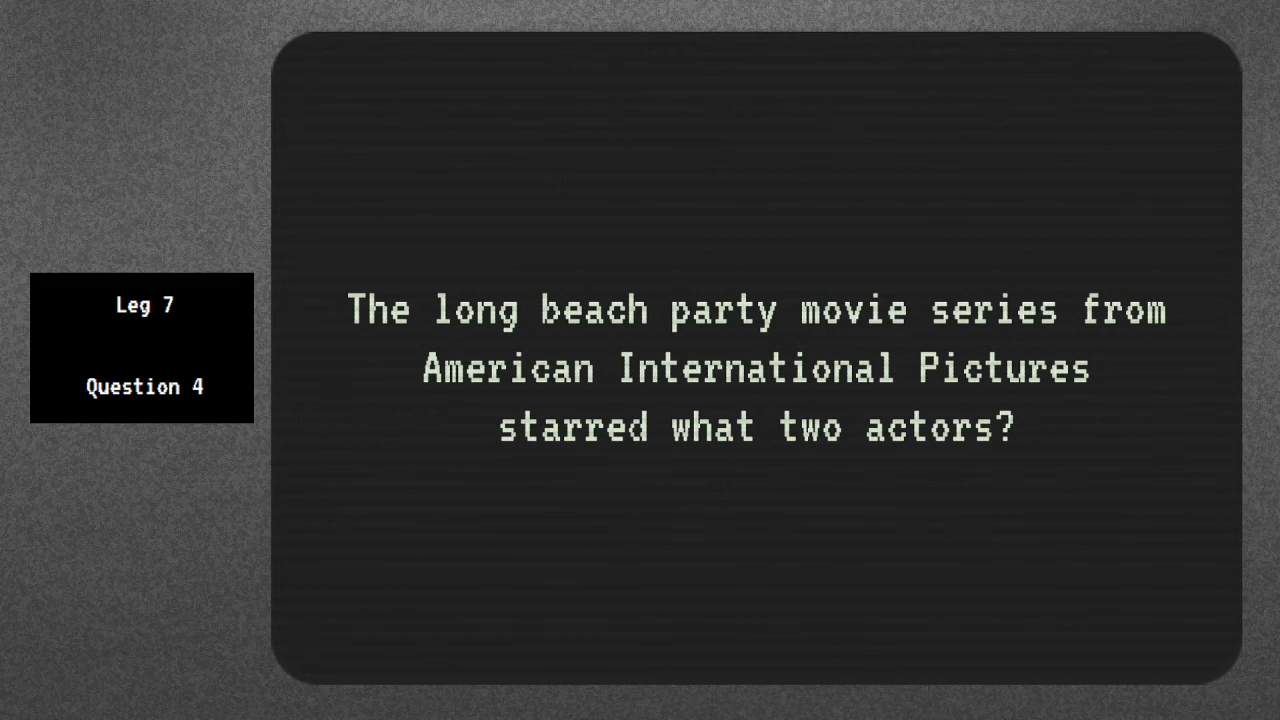 Leg 7
Question 4
The long beach party movie series from
American International Pictures
starred what two actors?